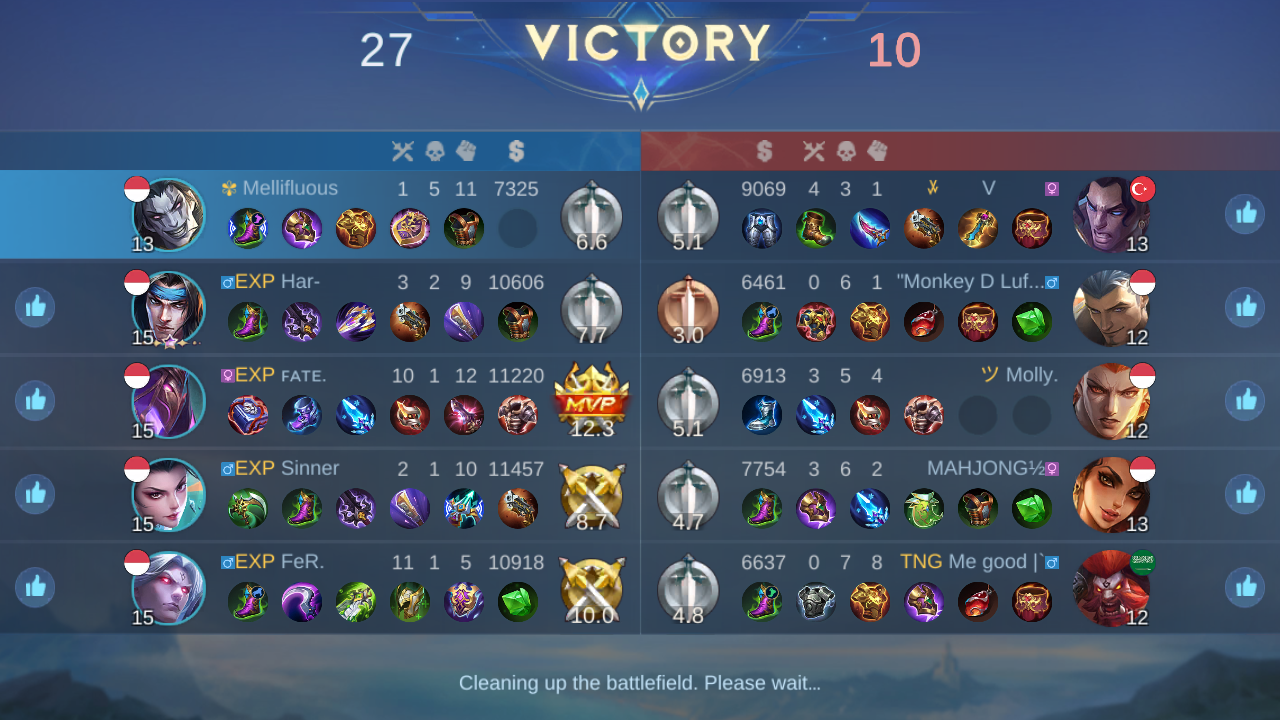 27 VICTORY 10
Mellifluous 1 5 11 7325
13 6.6
9069 4 3 1 V
5.1 13
EXP Har- 3 2 9 10606
15 7.7
6461 0 6 1 "Monkey D Luf...
3.0 12
EXP ꜰᴀᴛᴇ. 10 1 12 11220
MVP
15 12.3
6913 3 5 4 ツ Molly.
5.1 12
EXP Sinner 2 1 10 11457
15 8.7
7754 3 6 2 MAHJONG½
4.7 13
EXP FeR. 11 1 5 10918
15 10.0
6637 0 7 8 TNG Me good |`
4.8 12
Cleaning up the battlefield. Please wait...